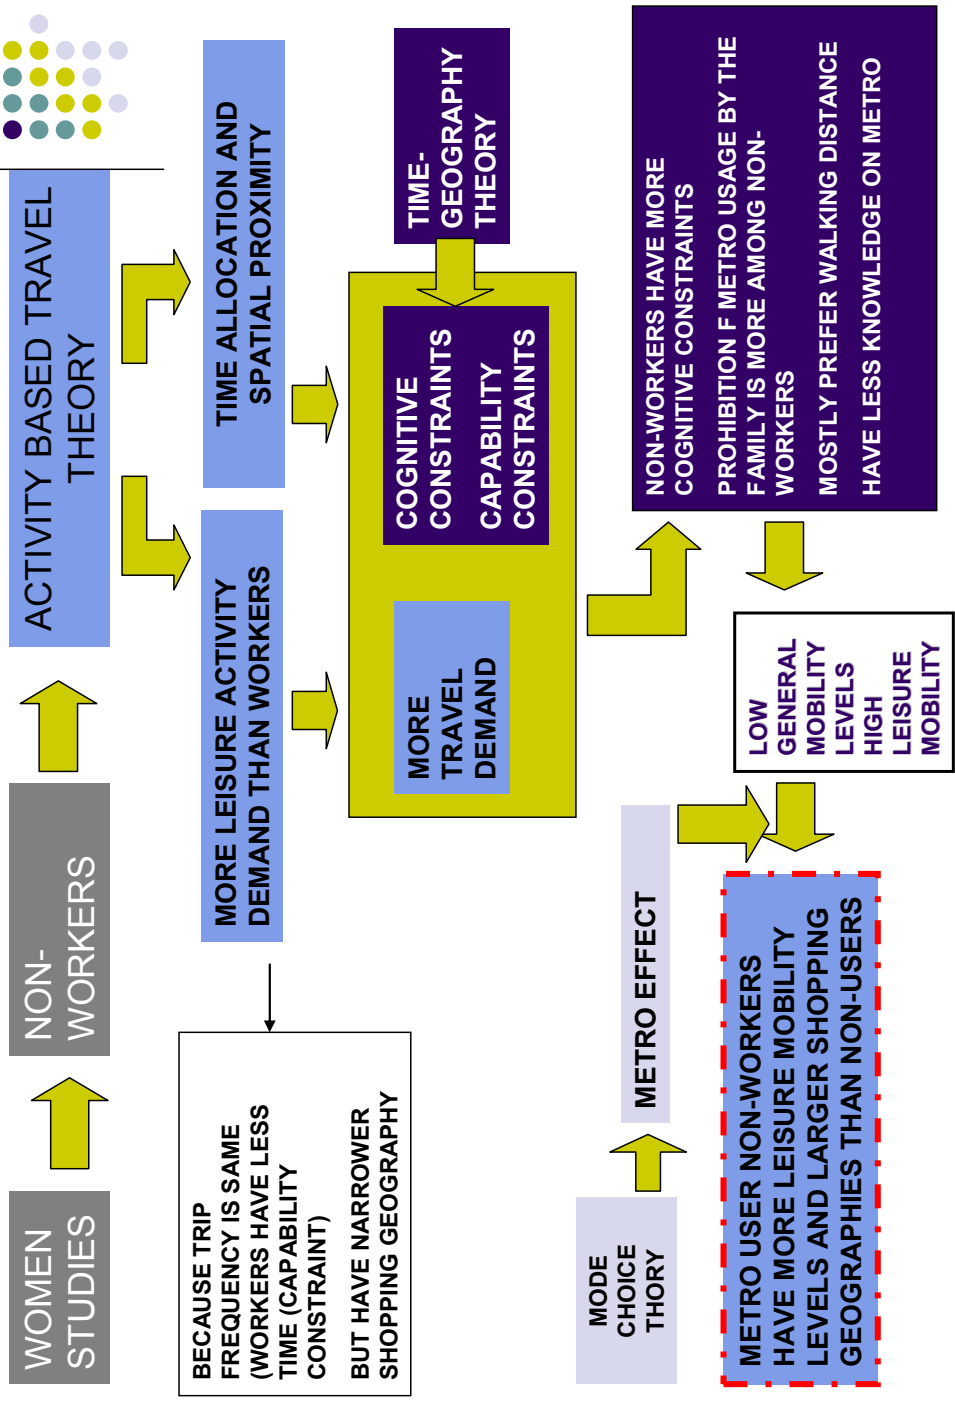 WOMEN
STUDIES
NON-
WORKERS
ACTIVITY BASED TRAVEL
THEORY
BECAUSE TRIP
FREQUENCY IS SAME
(WORKERS HAVE LESS
TIME (CAPABILITY
CONSTRAINT)
BUT HAVE NARROWER
SHOPPING GEOGRAPHY
MORE LEISURE ACTIVITY
DEMAND THAN WORKERS
TIME ALLOCATION AND
SPATIAL PROXIMITY
MORE
TRAVEL
DEMAND
COGNITIVE
CONSTRAINTS
CAPABILITY
CONSTRAINTS
TIME-
GEOGRAPHY
THEORY
MODE
CHOICE
THORY
METRO EFFECT
NON-WORKERS HAVE MORE
COGNITIVE CONSTRAINTS
PROHIBITION F METRO USAGE BY THE
FAMILY IS MORE AMONG NON-
WORKERS
MOSTLY PREFER WALKING DISTANCE
HAVE LESS KNOWLEDGE ON METRO
LOW
GENERAL
MOBILITY
LEVELS
HIGH
LEISURE
MOBILITY
METRO USER NON-WORKERS
HAVE MORE LEISURE MOBILITY
LEVELS AND LARGER SHOPPING
GEOGRAPHIES THAN NON-USERS